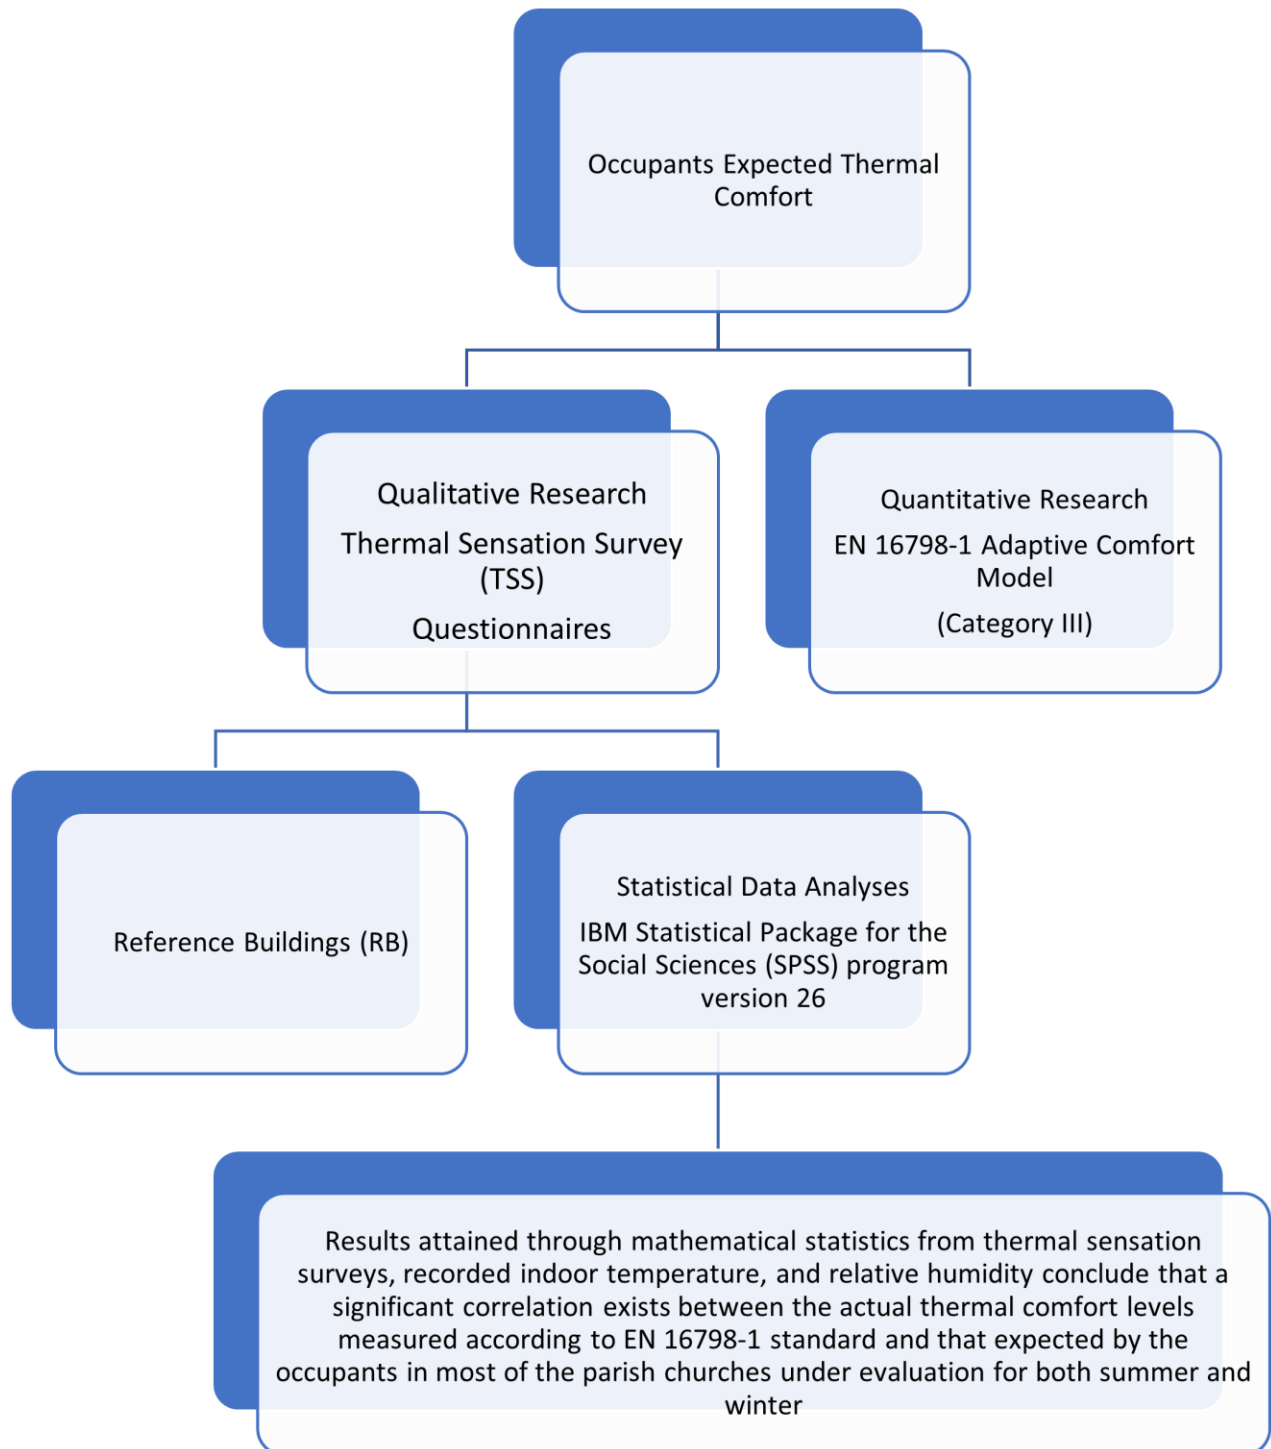 Occupants Expected Thermal
Comfort
Qualitative Research
Thermal Sensation Survey
(TSS)
Questionnaires
Quantitative Research
EN 16798-1 Adaptive Comfort
Model
(Category III)
Reference Buildings (RB)
Statistical Data Analyses
IBM Statistical Package for the
Social Sciences (SPSS) program
version 26
Results attained through mathematical statistics from thermal sensation
surveys, recorded indoor temperature, and relative humidity conclude that a
significant correlation exists between the actual thermal comfort levels
measured according to EN 16798-1 standard and that expected by the
occupants in most of the parish churches under evaluation for both summer and
winter